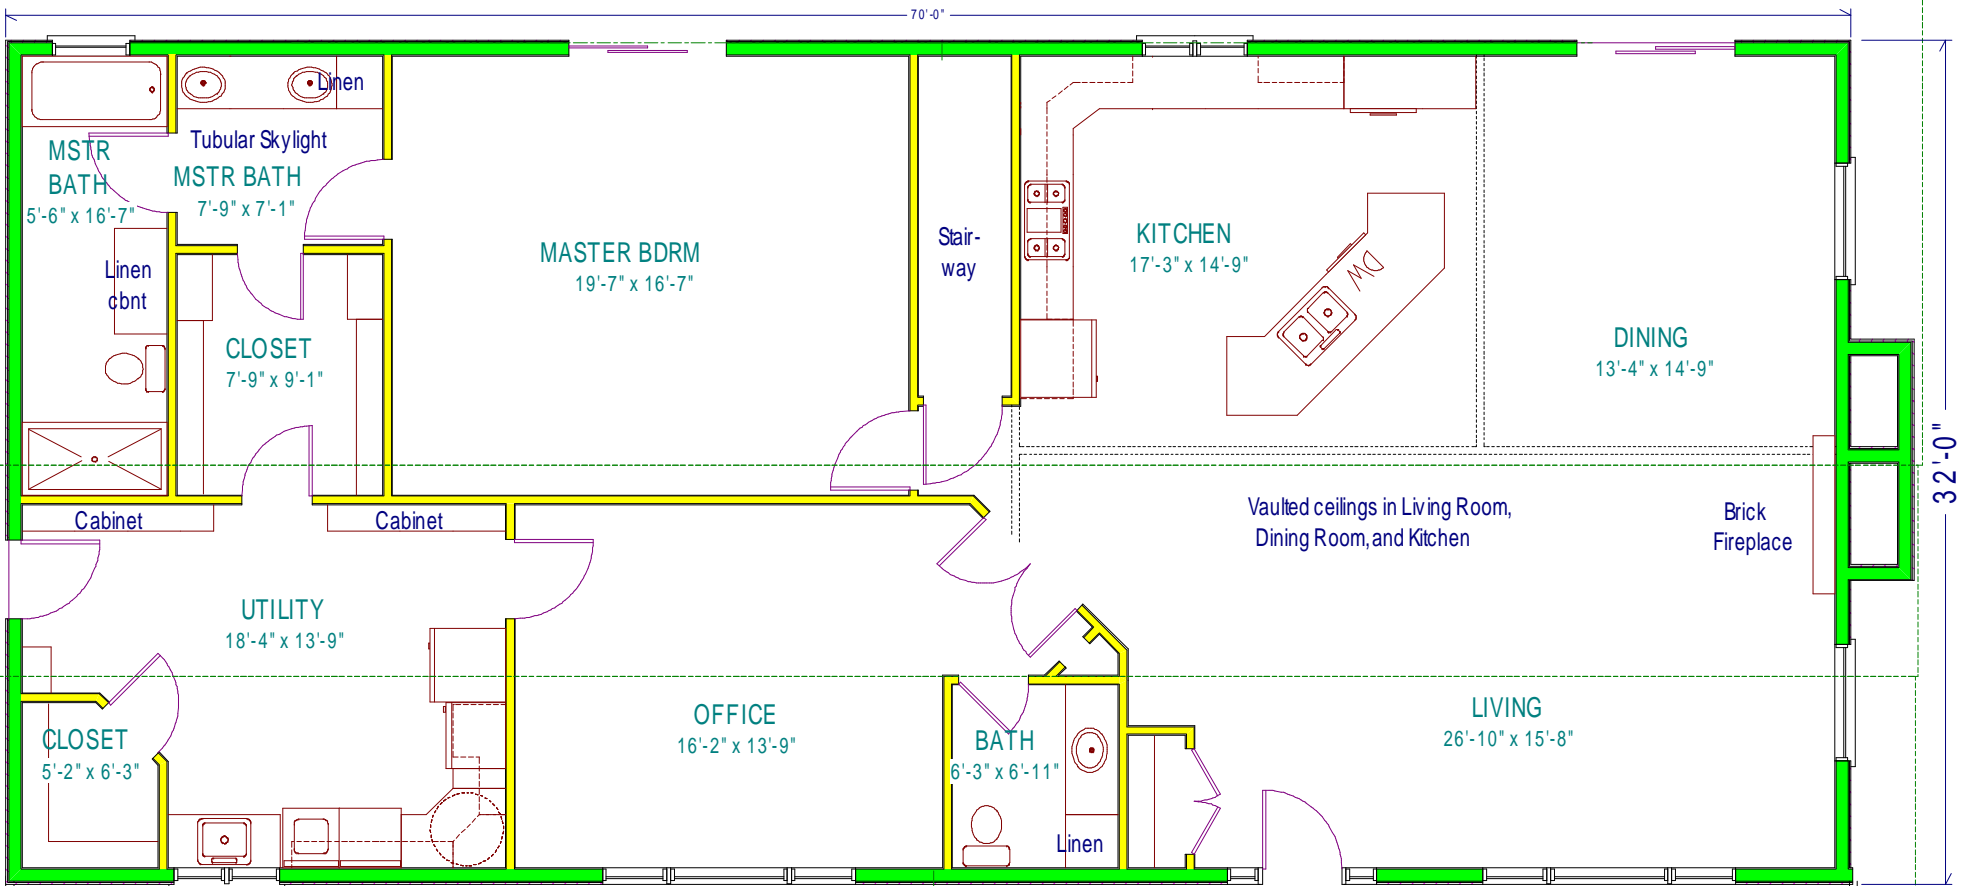 70'-0"
Linen
Tubular Skylight
MSTR
BATH
5'-6" x 16'-7"
MSTR BATH
7'-9" x 7'-1"
Linen
cbnt
CLOSET
7'-9" x 9'-1"
MASTER BDRM
19'-7" x 16'-7"
Stair-
way
KITCHEN
17'-3" x 14'-9"
DW
DINING
13'-4" x 14'-9"
32'-0"
Cabinet
Cabinet
Vaulted ceilings in Living Room,
Dining Room, and Kitchen
Brick
Fireplace
UTILITY
18'-4" x 13'-9"
CLOSET
5'-2" x 6'-3"
OFFICE
16'-2" x 13'-9"
BATH
6'-3" x 6'-11"
Linen
LIVING
26'-10" x 15'-8"